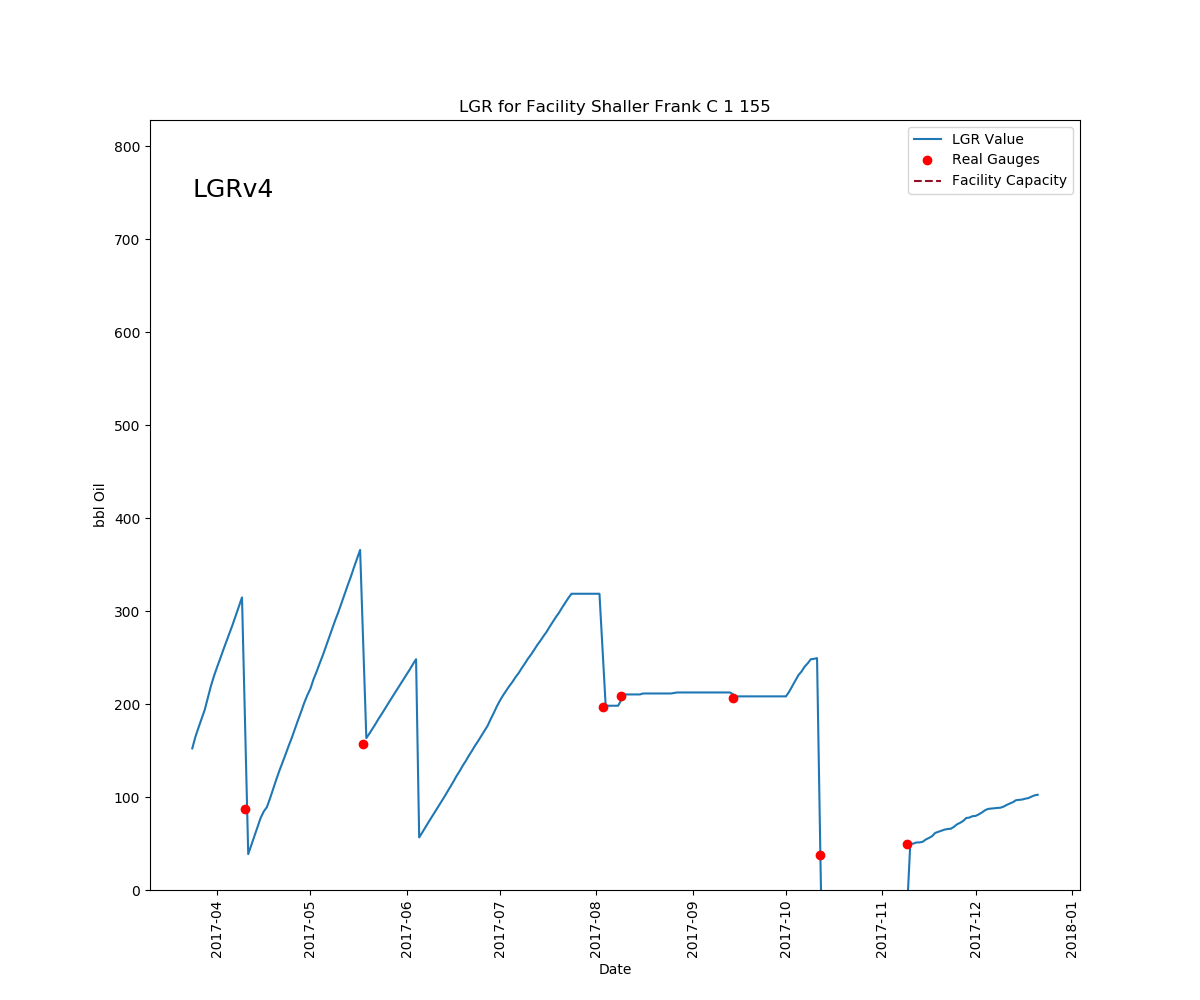 LGR for Facility Shaller Frank C 1 155
LGR Value
Real Gauges
Facility Capacity
LGRv4
800
700
600
500
400
300
200
100
0
bbl Oil
2017-04
2017-05
2017-06
2017-07
2017-08
2017-09
2017-10
2017-11
2017-12
2018-01
Date